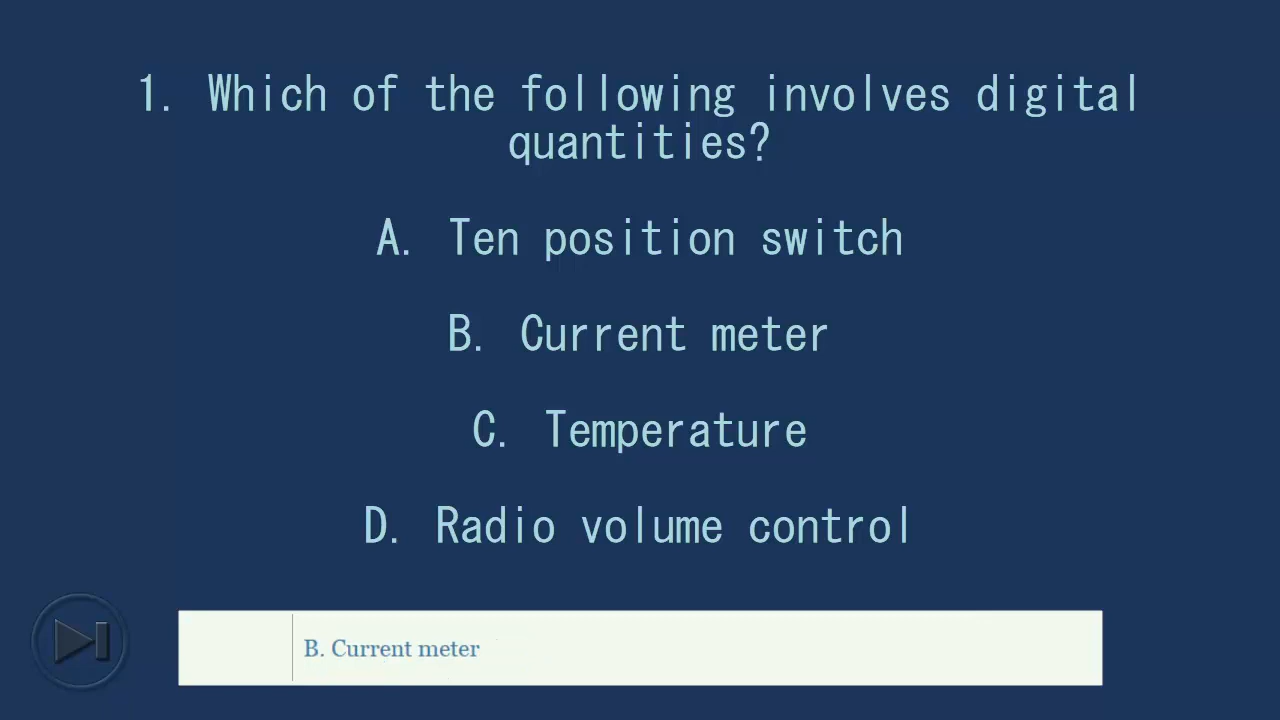 1. Which of the following involves digital
quantities?
A. Ten position switch
B. Current meter
C. Temperature
D. Radio volume control
B. Current meter